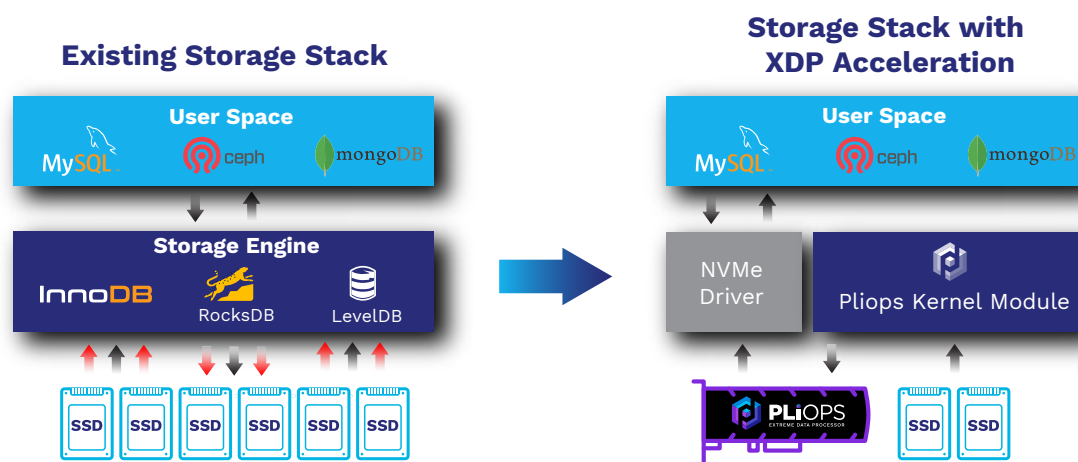 Existing Storage Stack
User Space
MySQL™
ceph
mongoDB
Storage Engine
InnoDB
RocksDB
LevelDB
SSD
SSD
SSD
SSD
SSD
SSD
Storage Stack with
XDP Acceleration
User Space
MySQL™
ceph
mongoDB
NVMe
Driver
Pliops Kernel Module
PLiOPS
EXTREME DATA PROCESSOR
SSD
SSD